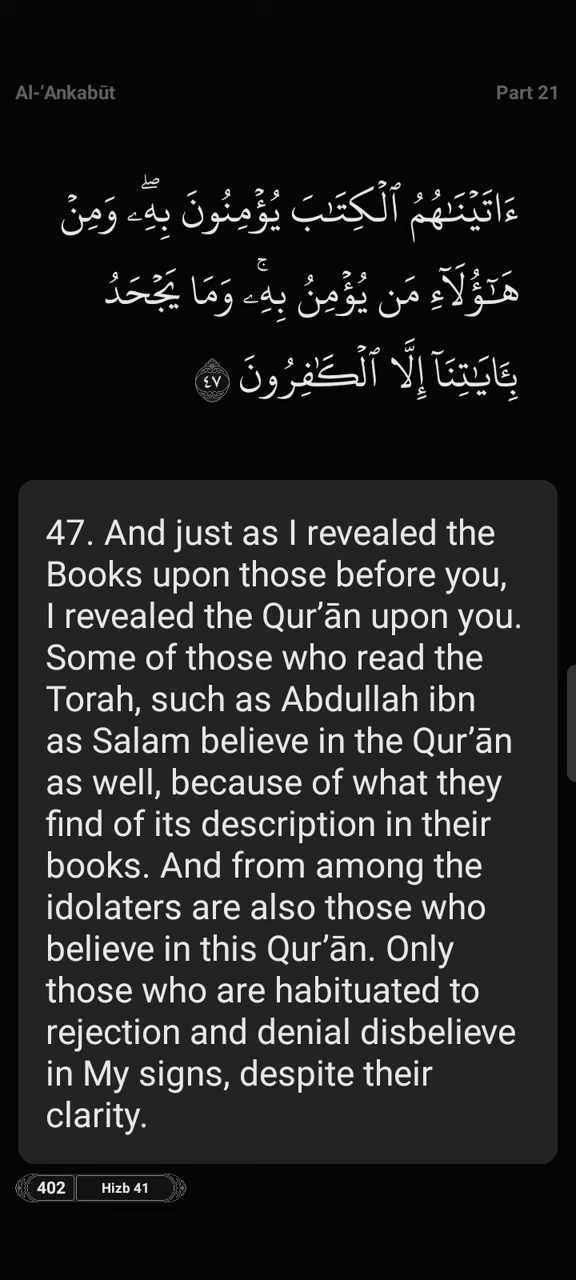 Al-‘Ankabūt
Part 21
ءَاتَيْنَـٰهُمُ ٱلْكِتَـٰبَ يُؤْمِنُونَ بِهِۦۖ وَمِنْ
هَـٰٓؤُلَآءِ مَن يُؤْمِنُ بِهِۦۚ وَمَا يَجْحَدُ
بِـَٔايَـٰتِنَآ إِلَّا ٱلْكَـٰفِرُونَ ٤٧
47. And just as I revealed the
Books upon those before you,
I revealed the Qur’ān upon you.
Some of those who read the
Torah, such as Abdullah ibn
as Salam believe in the Qur’ān
as well, because of what they
find of its description in their
books. And from among the
idolaters are also those who
believe in this Qur’ān. Only
those who are habituated to
rejection and denial disbelieve
in My signs, despite their
clarity.
402
Hizb 41